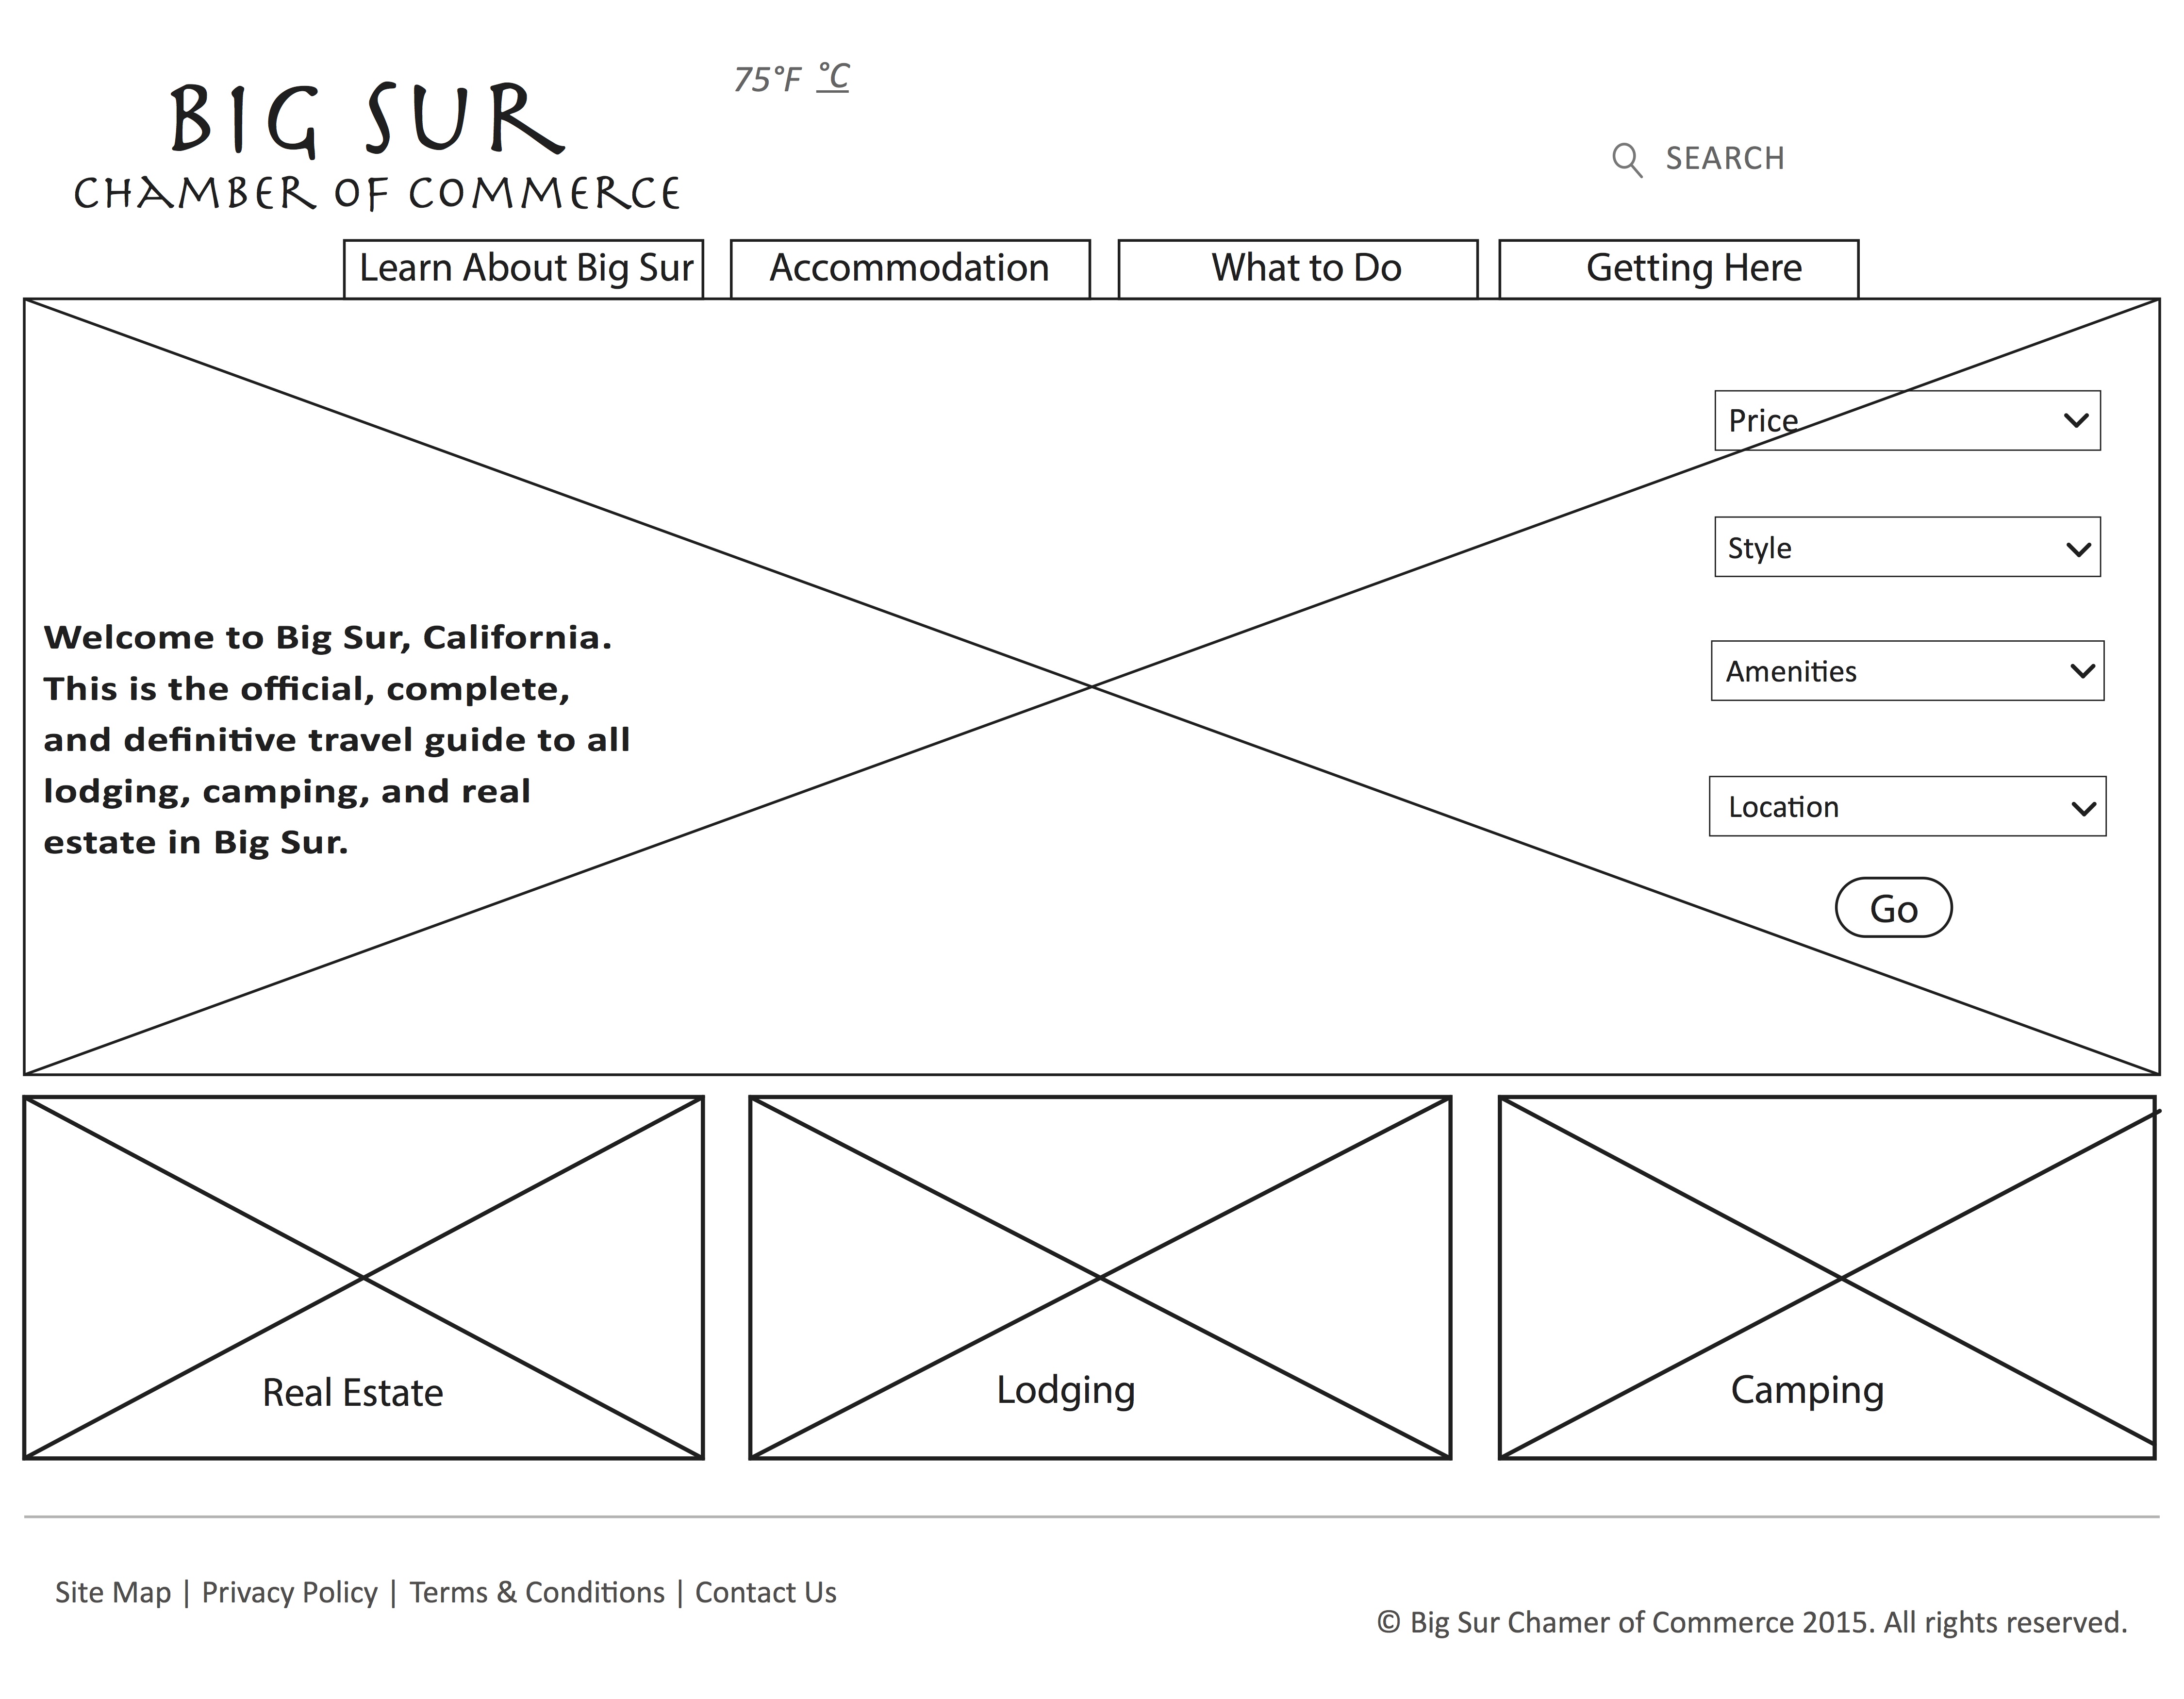 75°F °C
BIG SUR
CHAMBER OF COMMERCE
SEARCH
Learn About Big Sur
Accommodation
What to Do
Getting Here
Welcome to Big Sur, California.
This is the official, complete,
and definitive travel guide to all
lodging, camping, and real
estate in Big Sur.
Price
Style
Amenities
Location
Go
Real Estate
Lodging
Camping
Site Map | Privacy Policy | Terms & Conditions | Contact Us
© Big Sur Chamer of Commerce 2015. All rights reserved.